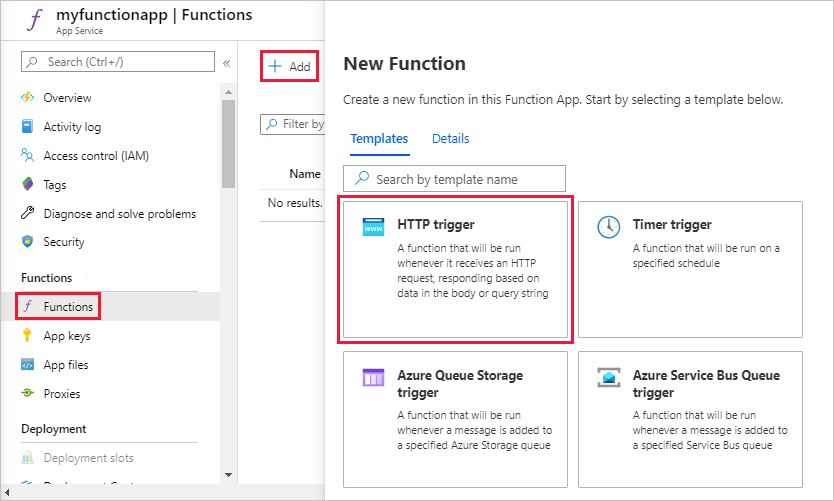 myfunctionapp | Functions
App Service
Search (Ctrl+/)
«
Overview
Activity log
Access control (IAM)
Tags
Diagnose and solve problems
Security
Functions
Functions
App keys
App files
Proxies
Deployment
Deployment slots
+ Add
Filter by
Name
No results.
New Function
Create a new function in this Function App. Start by selecting a template below.
Templates
Details
Search by template name
www
HTTP trigger
A function that will be run
whenever it receives an HTTP
request, responding based on
data in the body or query string
Timer trigger
A function that will be run on a
specified schedule
Azure Queue Storage
trigger
A function that will be run
whenever a message is added to
a specified Azure Storage queue
Azure Service Bus Queue
trigger
A function that will be run
whenever a message is added to
a specified Service Bus queue